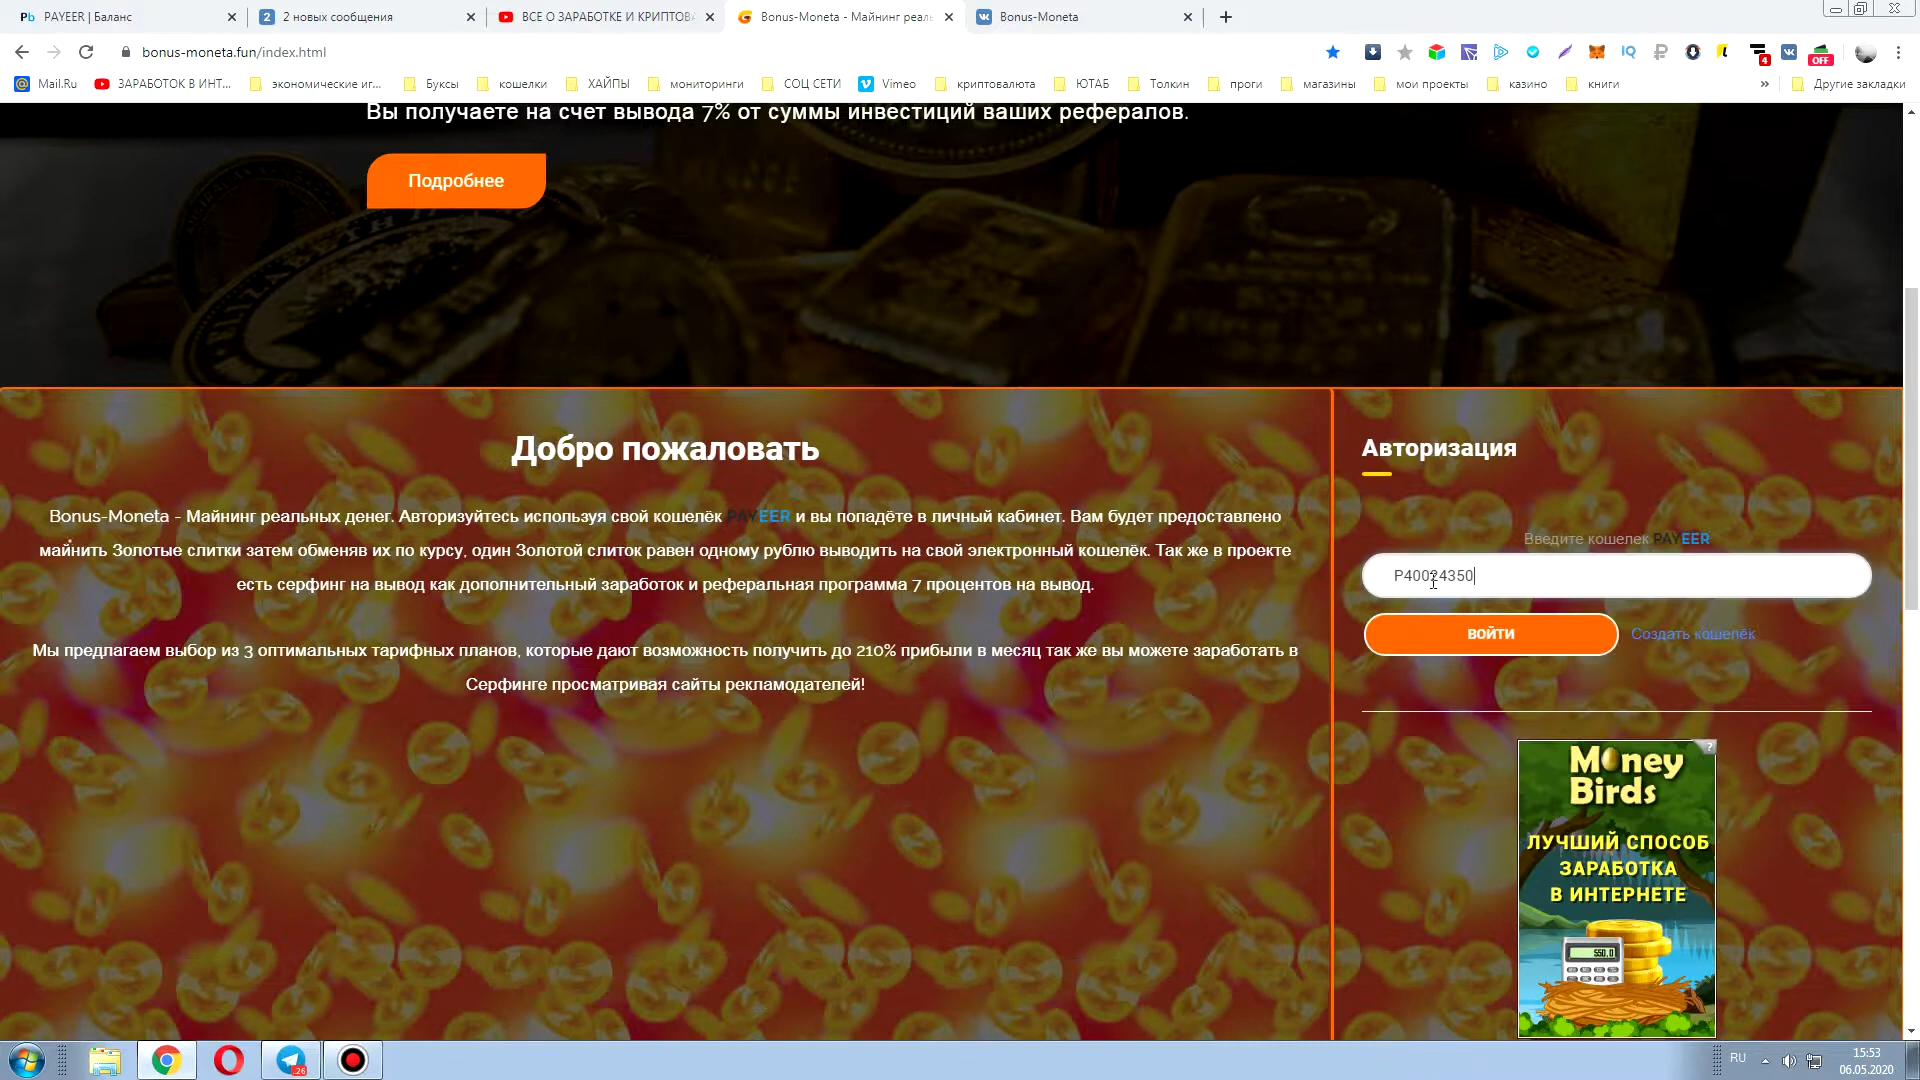 PAYEER | Баланс
2 новых сообщения
ВСЕ О ЗАРАБОТКЕ И КРИПТОВА
Bonus-Moneta - Майнинг реаль
Bonus-Moneta
bonus-moneta.fun/index.html
Mail.Ru
ЗАРАБОТОК В ИНТ...
экономические иг...
Буксы
кошелки
ХАЙПЫ
мониторинги
СОЦ СЕТИ
Vimeo
криптовалюта
ЮТАБ
Толкин
проги
магазины
мои проекты
казино
книги
»
Другие закладки
Вы получаете на счет вывода 7% от суммы инвестиций ваших рефералов.
Подробнее
Добро пожаловать
Bonus-Moneta - Майнинг реальных денег. Авторизуйтесь используя свой кошелёк PAYEER и вы попадёте в личный кабинет. Вам будет предоставлено
майнить Золотые слитки затем обменяв их по курсу, один Золотой слиток равен одному рублю выводить на свой электронный кошелёк. Так же в проекте
есть серфинг на вывод как дополнительный заработок и реферальная программа 7 процентов на вывод.
Мы предлагаем выбор из 3 оптимальных тарифных планов, которые дают возможность получить до 210% прибыли в месяц так же вы можете заработать в
Серфинге просматривая сайты рекламодателей!
Авторизация
Введите кошелек PAYEER
P40024350
ВОЙТИ
Создать кошелёк
Money
Birds
ЛУЧШИЙ СПОСОБ
ЗАРАБОТКА
В ИНТЕРНЕТЕ
550.0
RU
15:53
06.05.2020